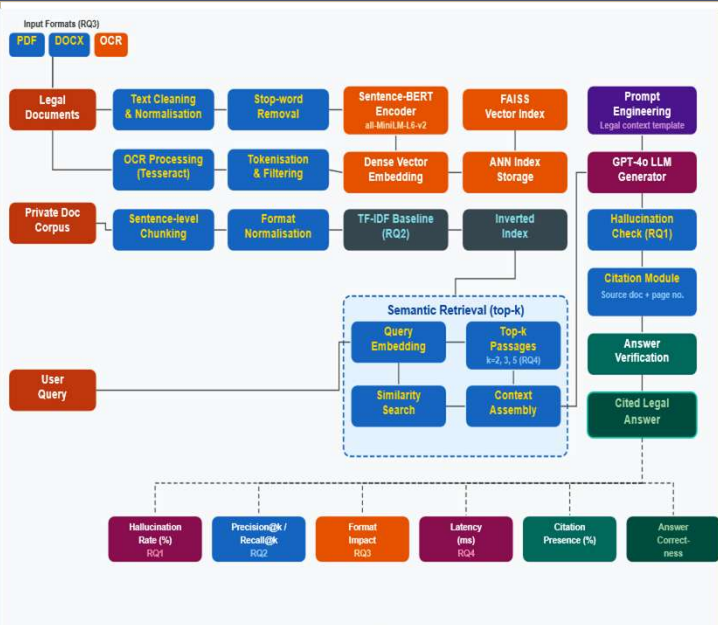 Input Formats (RQ3)
PDF
DOCX
OCR
Legal
Documents
Text Cleaning
& Normalisation
Stop-word
Removal
Sentence-BERT
Encoder
all-MiniLM-L6-v2
FAISS
Vector Index
Prompt
Engineering
Legal context template
OCR Processing
(Tesseract)
Tokenisation
& Filtering
Dense Vector
Embedding
ANN Index
Storage
GPT-4o LLM
Generator
Private Doc
Corpus
Sentence-level
Chunking
Format
Normalisation
TF-IDF Baseline
(RQ2)
Inverted
Index
Hallucination
Check (RQ1)
Citation Module
Source doc + page no.
Semantic Retrieval (top-k)
Query
Embedding
Top-k
Passages
k=2, 3, 5 (RQ4)
Answer
Verification
User
Query
Similarity
Search
Context
Assembly
Cited Legal
Answer
Hallucination
Rate (%)
RQ1
Precision@k /
Recall@k
RQ2
Format
Impact
RQ3
Latency
(ms)
RQ4
Citation
Presence (%)
Answer
Correct-
ness